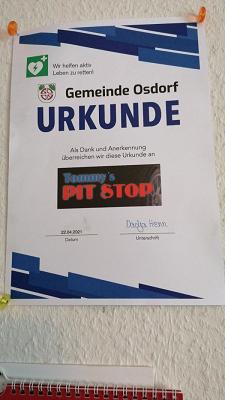 Wir helfen aktiv
Leben zu retten!
Gemeinde Osdorf
URKUNDE
Als Dank und Anerkennung
überreichen wir diese Urkunde an
Tommy's
PIT STOP
22.04.2021
Datum
Unterschrift